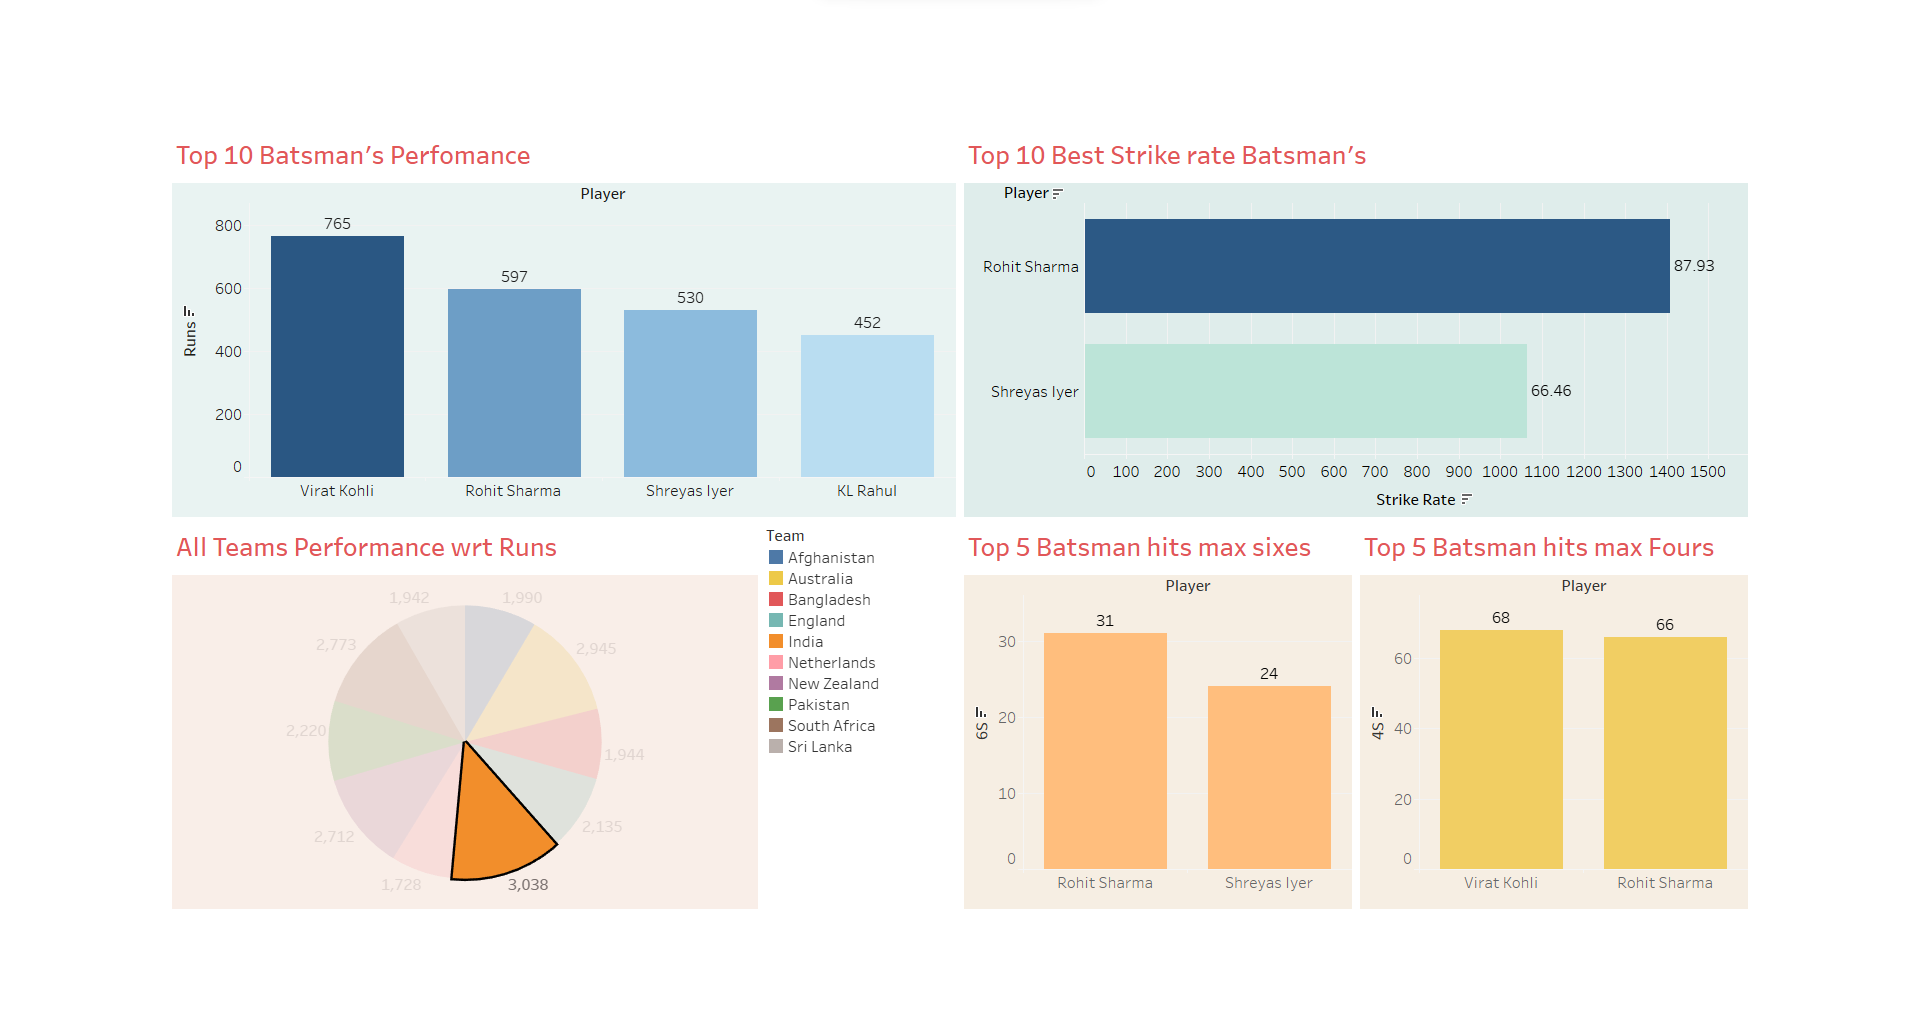 Top 10 Batsman’s Perfomance
Player
Runs
800
600
400
200
0
765
597
530
452
Virat Kohli
Rohit Sharma
Shreyas Iyer
KL Rahul
Top 10 Best Strike rate Batsman’s
Player
Rohit Sharma
87.93
Shreyas Iyer
66.46
0 100 200 300 400 500 600 700 800 900 1000 1100 1200 1300 1400 1500
Strike Rate
All Teams Performance wrt Runs
1,942
1,990
2,773
2,945
2,220
1,944
2,712
2,135
1,728
3,038
Team
Afghanistan
Australia
Bangladesh
England
India
Netherlands
New Zealand
Pakistan
South Africa
Sri Lanka
Top 5 Batsman hits max sixes
Player
6S
30
20
10
0
31
24
Rohit Sharma
Shreyas Iyer
Top 5 Batsman hits max Fours
Player
4S
60
40
20
0
68
66
Virat Kohli
Rohit Sharma